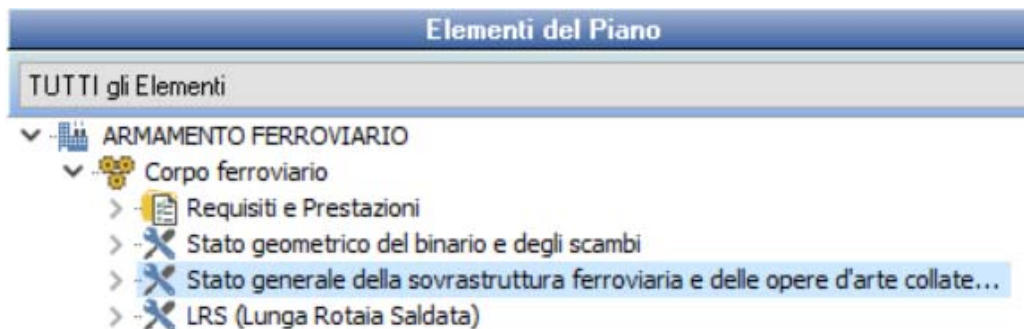 Elementi del Piano
TUTTI gli Elementi
ARMAMENTO FERROVIARIO
Corpo ferroviario
Requisiti e Prestazioni
Stato geometrico del binario e degli scambi
Stato generale della sovrastruttura ferroviaria e delle opere d'arte collate...
LRS (Lunga Rotaia Saldata)